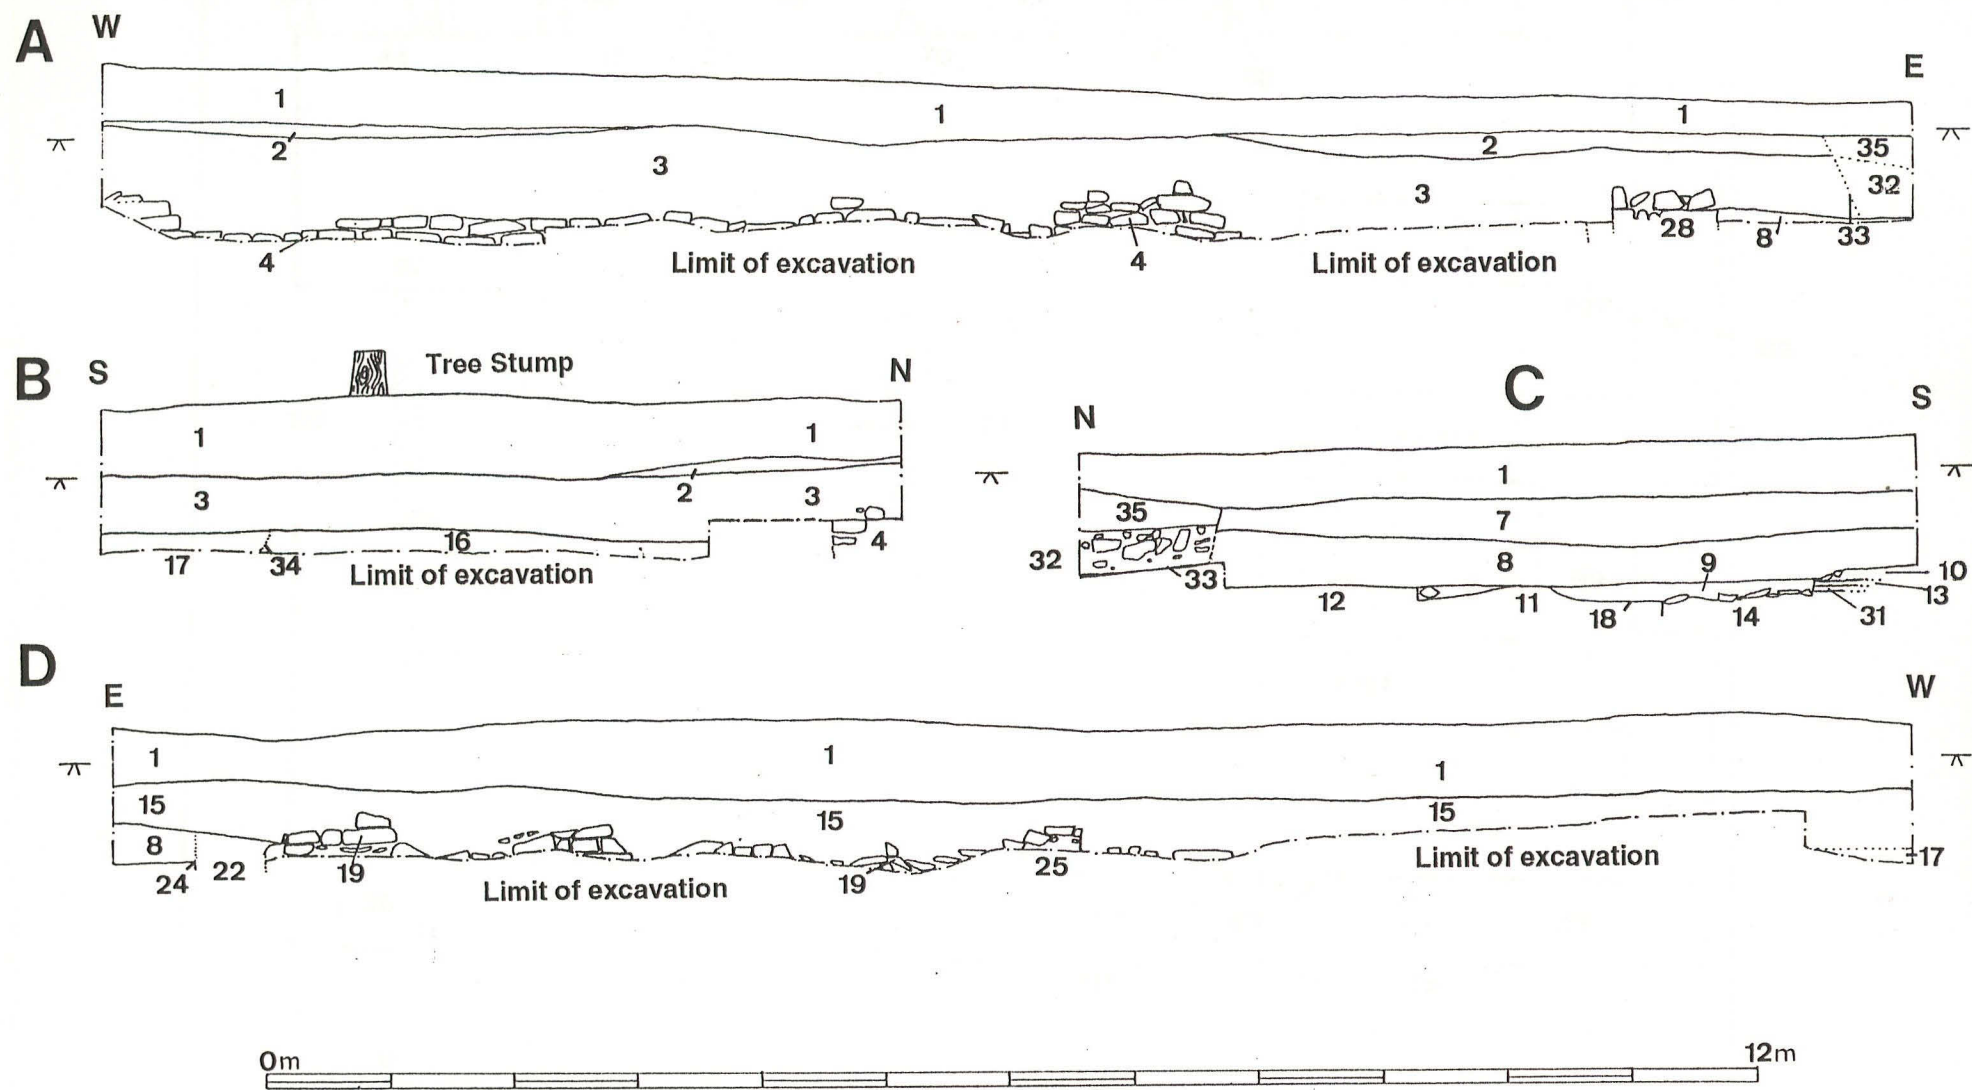 A W
E
1
1
1
2
3
2
35
3
32
4
Limit of excavation
4
Limit of excavation
28
8
33
B S
Tree Stump
N
1
1
3
2
3
16
4
17
34
Limit of excavation
C
N
S
1
35
7
32
33
8
9
10
12
11
18
14
31
13
D
E
W
1
1
1
15
15
15
8
24
22
19
Limit of excavation
19
25
Limit of excavation
17
0m
12m